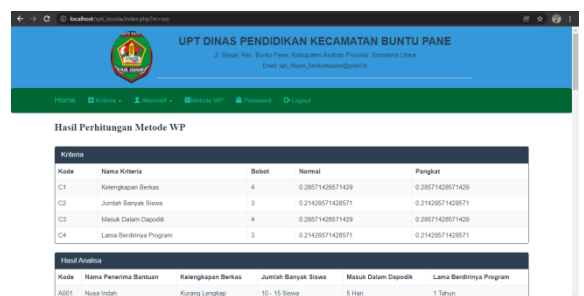 localhost/spk_bosda/index.php?m=wp
UPT DINAS PENDIDIKAN KECAMATAN BUNTU PANE
Jl. Besar, Kec. Buntu Pane, Kabupaten Asahan Provinsi. Sumatera Utara
Email: upt_dispen_kecbuntupane@gmail.id
Home Kriteria Alternatif Metode WP Password Logout
Hasil Perhitungan Metode WP
Kriteria
Kode Nama Kriteria Bobot Normal Pangkat
C1 Kelengkapan Berkas 4 0.28571428571429 0.28571428571429
C2 Jumlah Banyak Siswa 3 0.21428571428571 0.21428571428571
C3 Masuk Dalam Dapodik 4 0.28571428571429 0.28571428571429
C4 Lama Berdirinya Program 3 0.21428571428571 0.21428571428571
Hasil Analisa
Kode Nama Penerima Bantuan Kelengkapan Berkas Jumlah Banyak Siswa Masuk Dalam Dapodik Lama Berdirinya Program
A001 Nusa Indah Kurang Lengkap 10 - 15 Siswa 5 Hari 1 Tahun